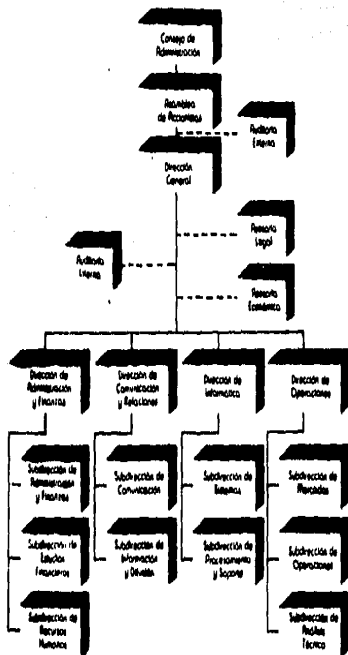 Consejo de
Administración
Asamblea
de Accionistas
Auditoría
Externa
Dirección
General
Asesoría
Legal
Auditoría
Interna
Asesoría
Económica
Dirección de
Administración
y Finanzas
Dirección de
Comunicación
y Relaciones
Dirección de
Informática
Dirección de
Operaciones
Subdirección de
Administración
y Finanzas
Subdirección de
Comunicación
Subdirección de
Sistemas
Subdirección de
Mercados
Subdirección de
Financieros
Subdirección de
Información
y Difusión
Subdirección de
Procesamiento
y Soporte
Subdirección de
Operaciones
Subdirección de
Recursos
Humanos
Subdirección de
Análisis
Técnico